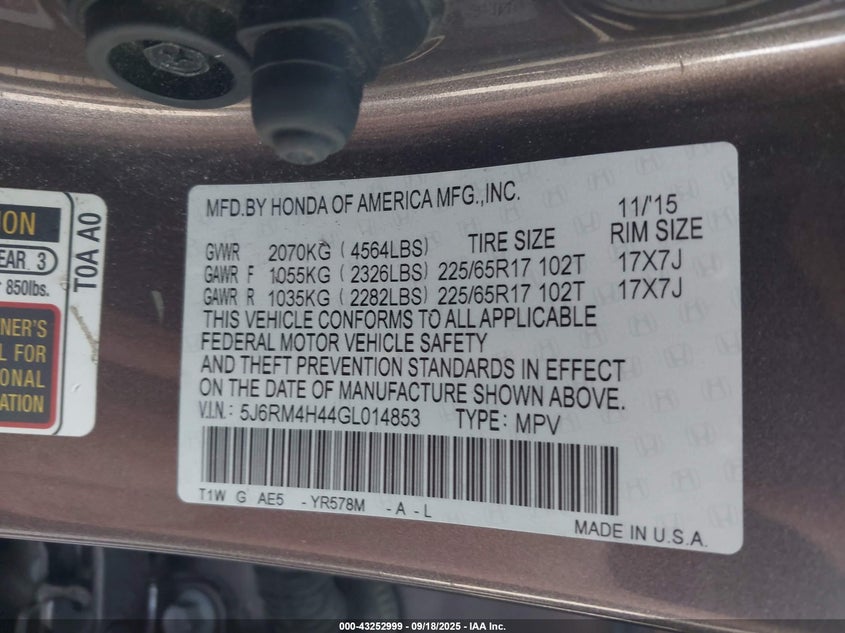 ION
EAR 3
850lbs.
T0A A0
NER'S
L FOR
IONAL
ATION
MFD.BY HONDA OF AMERICA MFG.,INC.
11/'15
GVWR 2070KG (4564LBS) TIRE SIZE RIM SIZE
GAWR F 1055KG (2326LBS) 225/65R17 102T 17X7J
GAWR R 1035KG (2282LBS) 225/65R17 102T 17X7J
THIS VEHICLE CONFORMS TO ALL APPLICABLE
FEDERAL MOTOR VEHICLE SAFETY
AND THEFT PREVENTION STANDARDS IN EFFECT
ON THE DATE OF MANUFACTURE SHOWN ABOVE.
V.I.N.: 5J6RM4H44GL014853 TYPE: MPV
T1W G AE5 -YR578M -A-L
MADE IN U.S.A.
000-43252999 - 09/18/2025 - IAA Inc.